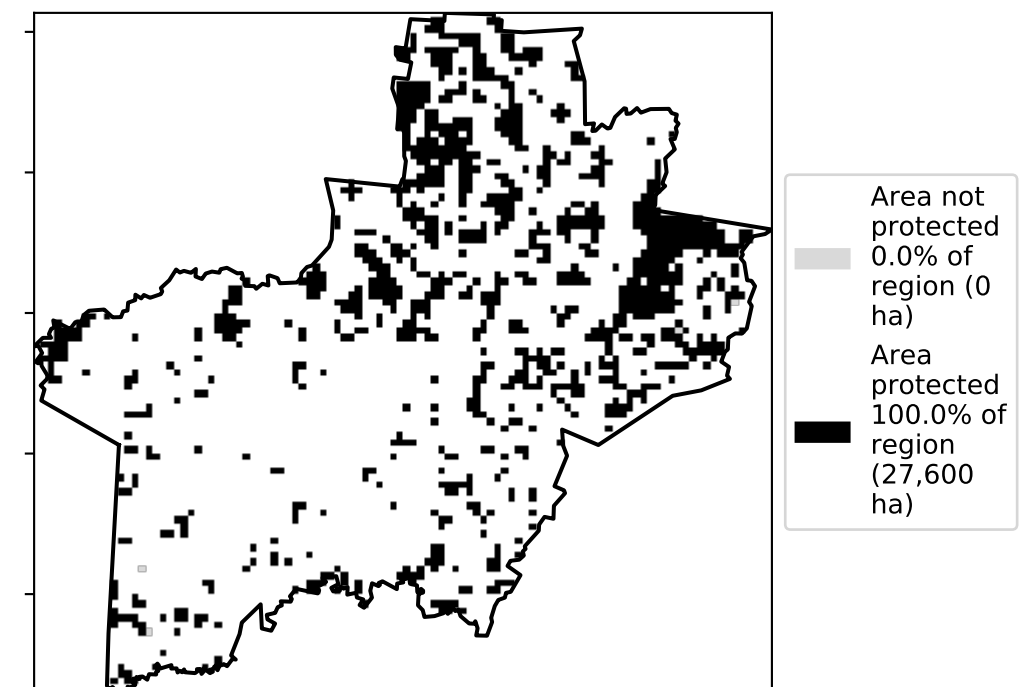 Area not
protected
0.0% of
region (0
ha)
Area
protected
100.0% of
region
(27,600
ha)